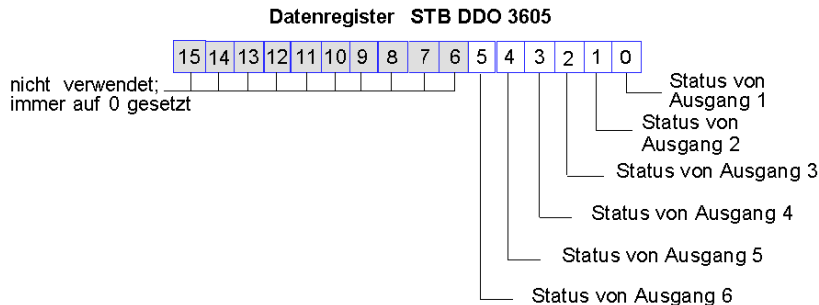 Datenregister STB DDO 3605
15 14 13 12 11 10 9 8 7 6 5 4 3 2 1 0
nicht verwendet;
immer auf 0 gesetzt
Status von
Ausgang 1
Status von
Ausgang 2
Status von Ausgang 3
Status von Ausgang 4
Status von Ausgang 5
Status von Ausgang 6